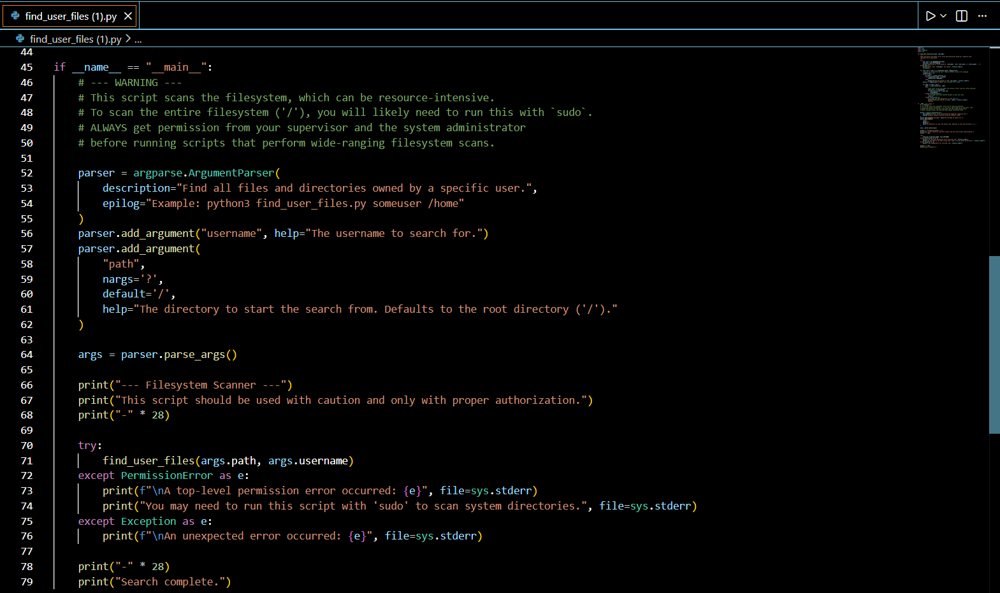 find_user_files (1).py
find_user_files (1).py > ...
44
45 if __name__ == "__main__":
46 # --- WARNING ---
47 # This script scans the filesystem, which can be resource-intensive.
48 # To scan the entire filesystem ('/'), you will likely need to run this with `sudo`.
49 # ALWAYS get permission from your supervisor and the system administrator
50 # before running scripts that perform wide-ranging filesystem scans.
51
52 parser = argparse.ArgumentParser(
53 description="Find all files and directories owned by a specific user.",
54 epilog="Example: python3 find_user_files.py someuser /home"
55 )
56 parser.add_argument("username", help="The username to search for.")
57 parser.add_argument(
58 "path",
59 nargs='?',
60 default='/',
61 help="The directory to start the search from. Defaults to the root directory ('/')."
62 )
63
64 args = parser.parse_args()
65
66 print("--- Filesystem Scanner ---")
67 print("This script should be used with caution and only with proper authorization.")
68 print("-" * 28)
69
70 try:
71 find_user_files(args.path, args.username)
72 except PermissionError as e:
73 print(f"\nA top-level permission error occurred: {e}", file=sys.stderr)
74 print("You may need to run this script with 'sudo' to scan system directories.", file=sys.stderr)
75 except Exception as e:
76 print(f"\nAn unexpected error occurred: {e}", file=sys.stderr)
77
78 print("-" * 28)
79 print("Search complete.")